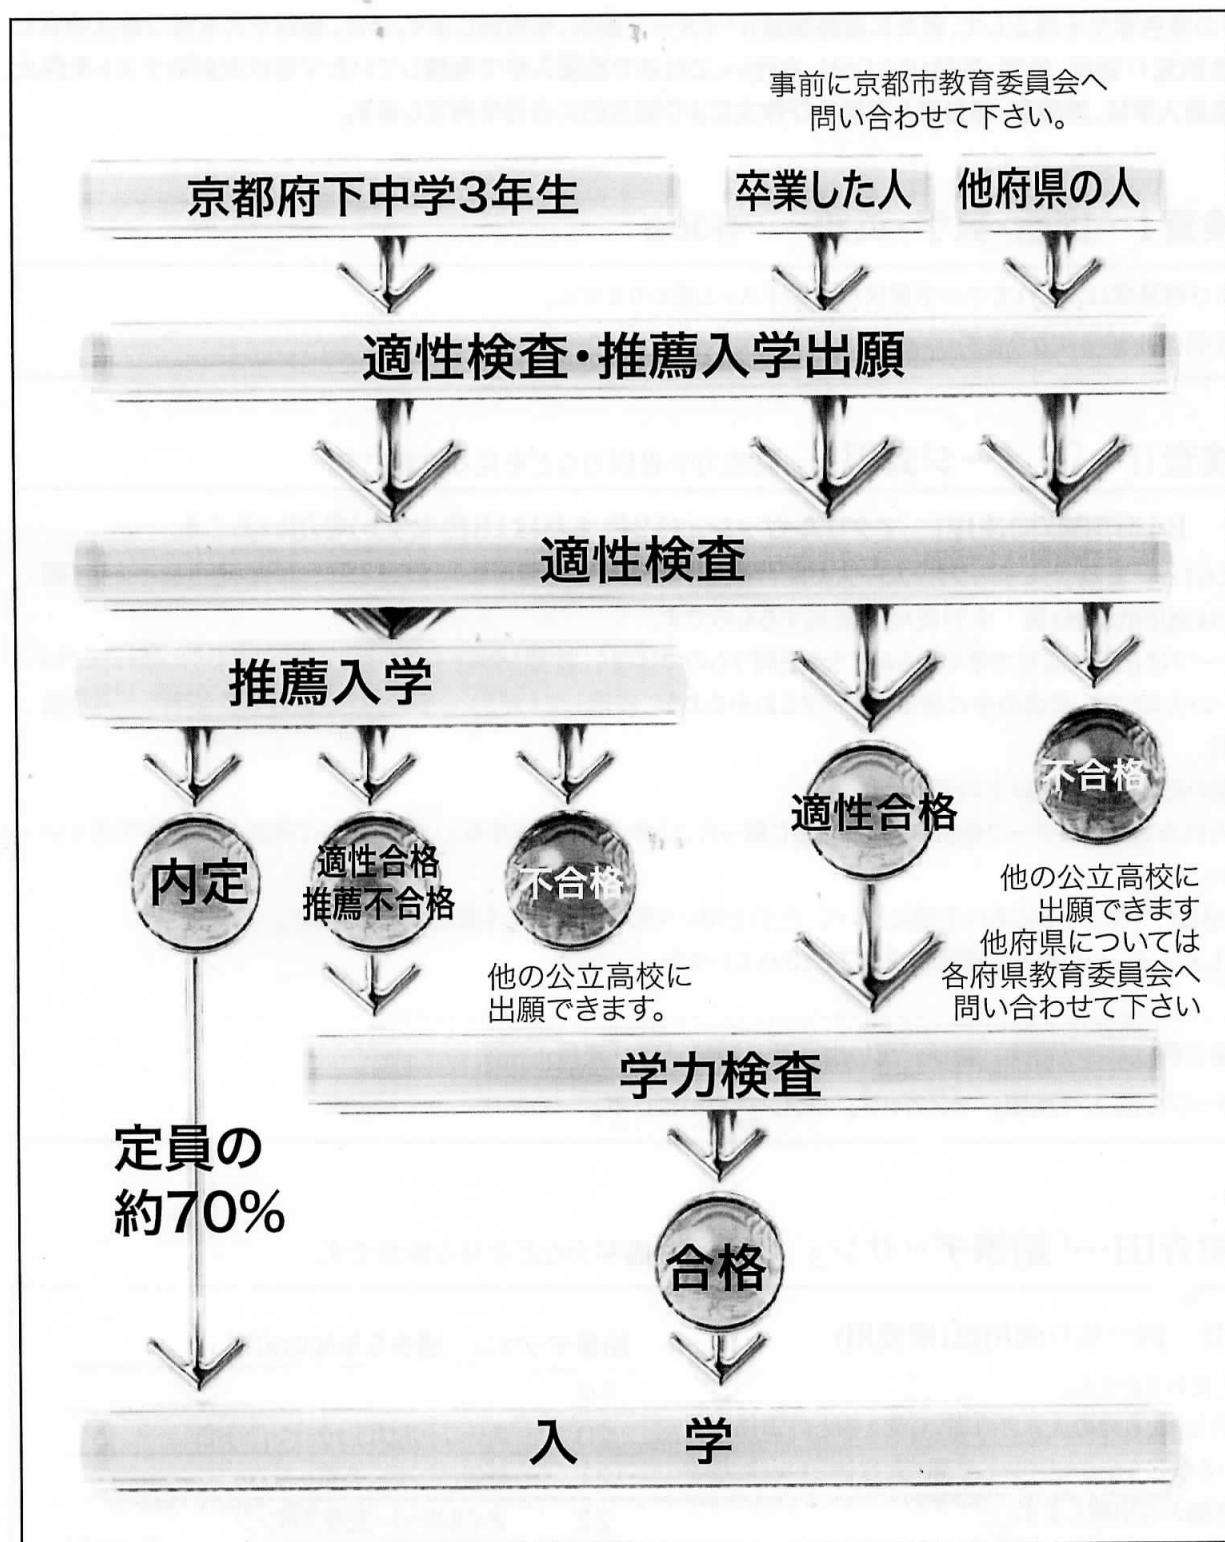 事前に京都市教育委員会へ
問い合わせて下さい。
京都府下中学3年生
卒業した人
他府県の人
適性検査・推薦入学出願
適性検査
推薦入学
内定
適性合格
推薦不合格
不合格
他の公立高校に
出願できます。
適性合格
不合格
他の公立高校に
出願できます
他府県については
各府県教育委員会へ
問い合わせて下さい
学力検査
定員の
約70%
合格
入　学